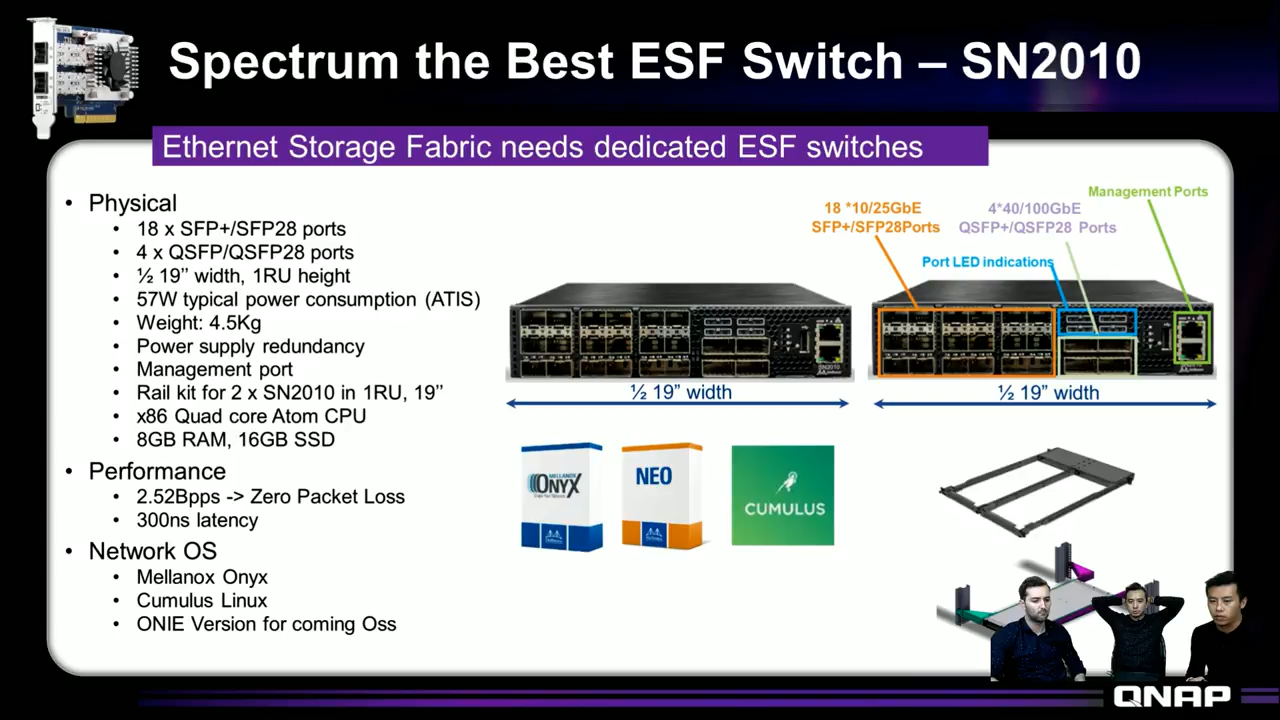 Spectrum the Best ESF Switch – SN2010
Ethernet Storage Fabric needs dedicated ESF switches
• Physical
• 18 x SFP+/SFP28 ports
• 4 x QSFP/QSFP28 ports
• ½ 19’’ width, 1RU height
• 57W typical power consumption (ATIS)
• Weight: 4.5Kg
• Power supply redundancy
• Management port
• Rail kit for 2 x SN2010 in 1RU, 19’’
• x86 Quad core Atom CPU
• 8GB RAM, 16GB SSD
• Performance
• 2.52Bpps -> Zero Packet Loss
• 300ns latency
• Network OS
• Mellanox Onyx
• Cumulus Linux
• ONIE Version for coming Oss
Management Ports
18 *10/25GbE
SFP+/SFP28Ports
4*40/100GbE
QSFP+/QSFP28 Ports
Port LED indications
SN2010
½ 19” width
½ 19” width
MELLANOX
ONYX
NEO
CUMULUS
QNAP